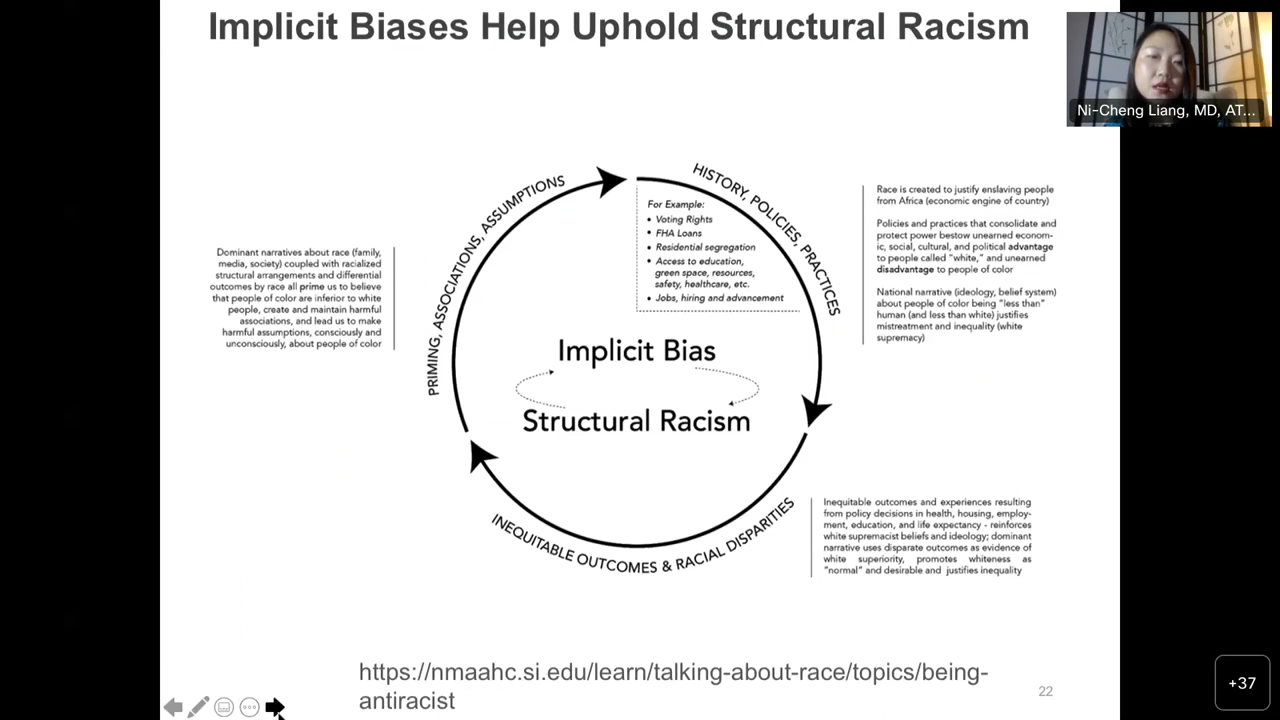 Implicit Biases Help Uphold Structural Racism
Ni-Cheng Liang, MD, AT...
PRIMING, ASSOCIATIONS, ASSUMPTIONS
HISTORY, POLICIES, PRACTICES
For Example:
• Voting Rights
• FHA Loans
• Residential segregation
• Access to education,
green space, resources,
safety, healthcare, etc.
• Jobs, hiring and advancement
Race is created to justify enslaving people
from Africa (economic engine of country)
Policies and practices that consolidate and
protect power bestow unearned econom-
ic, social, cultural, and political advantage
to people called "white," and unearned
disadvantage to people of color
National narrative (ideology, belief system)
about people of color being "less than"
human (and less than white) justifies
mistreatment and inequality (white
supremacy)
Dominant narratives about race (family,
media, society) coupled with racialized
structural arrangements and differential
outcomes by race all prime us to believe
that people of color are inferior to white
people, create and maintain harmful
associations, and lead us to make
harmful assumptions, consciously and
unconsciously, about people of color
Implicit Bias
Structural Racism
INEQUITABLE OUTCOMES & RACIAL DISPARITIES
Inequitable outcomes and experiences resulting
from policy decisions in health, housing, employ-
ment, education, and life expectancy - reinforces
white supremacist beliefs and ideology; dominant
narrative uses disparate outcomes as evidence of
white superiority, promotes whiteness as
"normal" and desirable and justifies inequality
https://nmaahc.si.edu/learn/talking-about-race/topics/being-
antiracist
22
+37